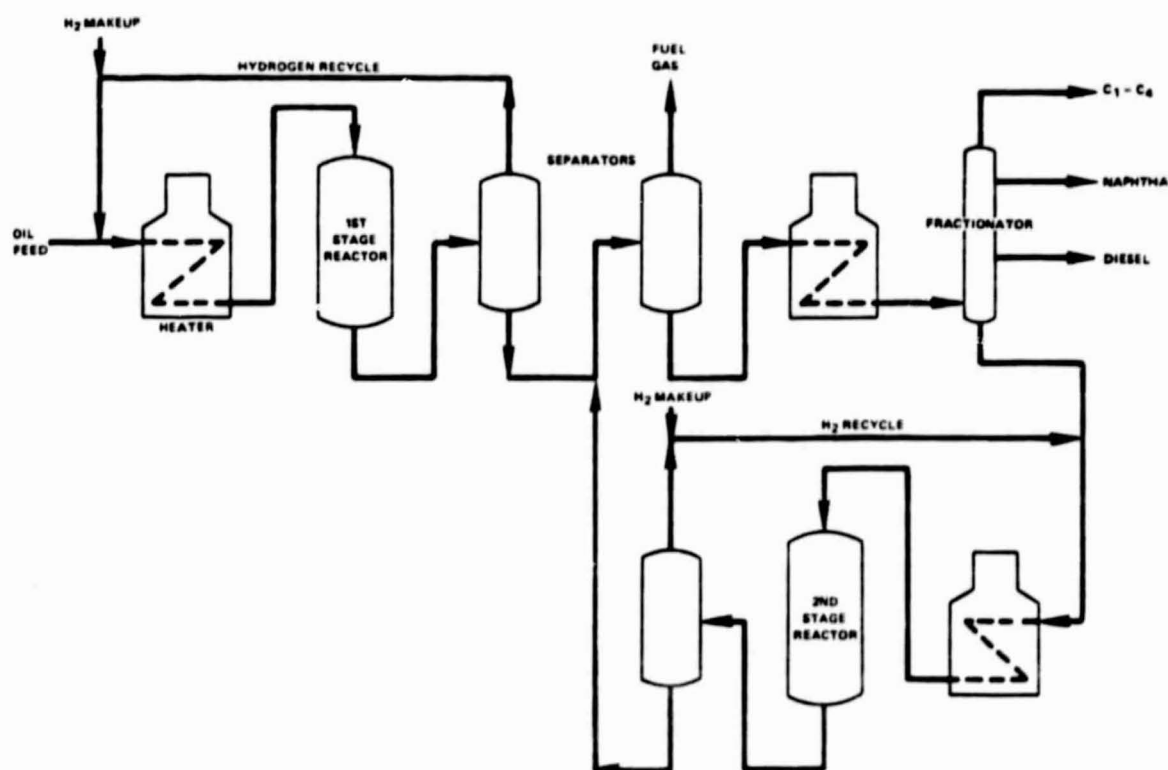 H2 MAKEUP
HYDROGEN RECYCLE
FUEL
GAS
C1 - C4
SEPARATORS
NAPHTHA
1ST
STAGE
REACTOR
OIL
FEED
FRACTIONATOR
DIESEL
HEATER
H2 MAKEUP
H2 RECYCLE
2ND
STAGE
REACTOR